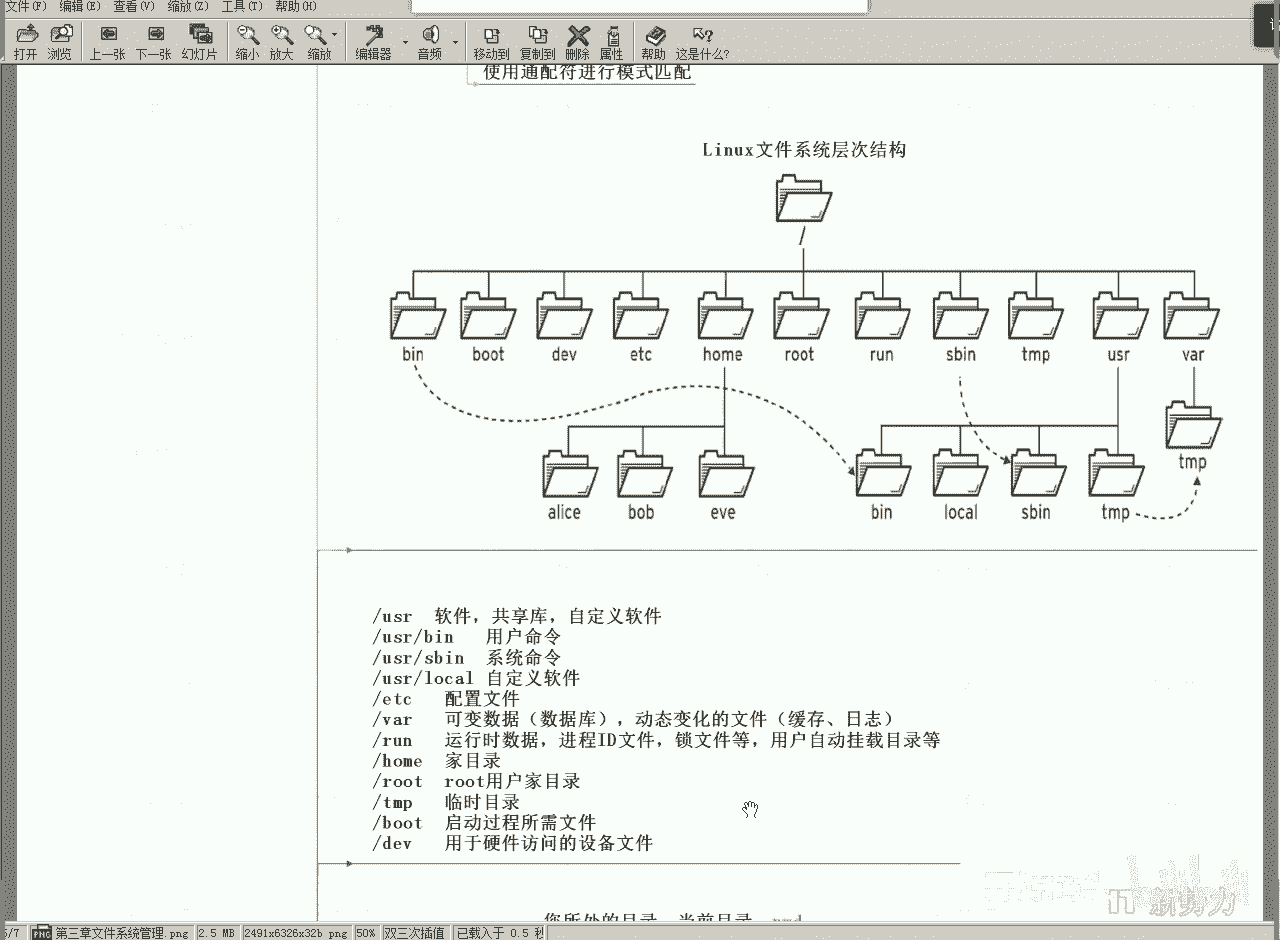 文件(F) 编辑(E) 查看(V) 缩放(Z) 工具(T) 帮助(H)
打开 浏览 上一张 下一张 幻灯片 缩小 放大 缩放 编辑器 音频 移动到 复制到 删除 属性 帮助 这是什么?
使用通配符进行模式匹配
Linux文件系统层次结构
/
bin boot dev etc home root run sbin tmp usr var
tmp
alice bob eve bin local sbin tmp
/usr 软件，共享库，自定义软件
/usr/bin 用户命令
/usr/sbin 系统命令
/usr/local 自定义软件
/etc 配置文件
/var 可变数据（数据库），动态变化的文件（缓存、日志）
/run 运行时数据，进程ID文件，锁文件等，用户自动挂载目录等
/home 家目录
/root root用户家目录
/tmp 临时目录
/boot 启动过程所需文件
/dev 用于硬件访问的设备文件
您所处的目录，当前目录 pwd
IT 新势力
5/7 PNG 第三章文件系统管理.png 2.5 MB 2491x6326x32b png 50% 双三次插值 已载入于 0.5 秒